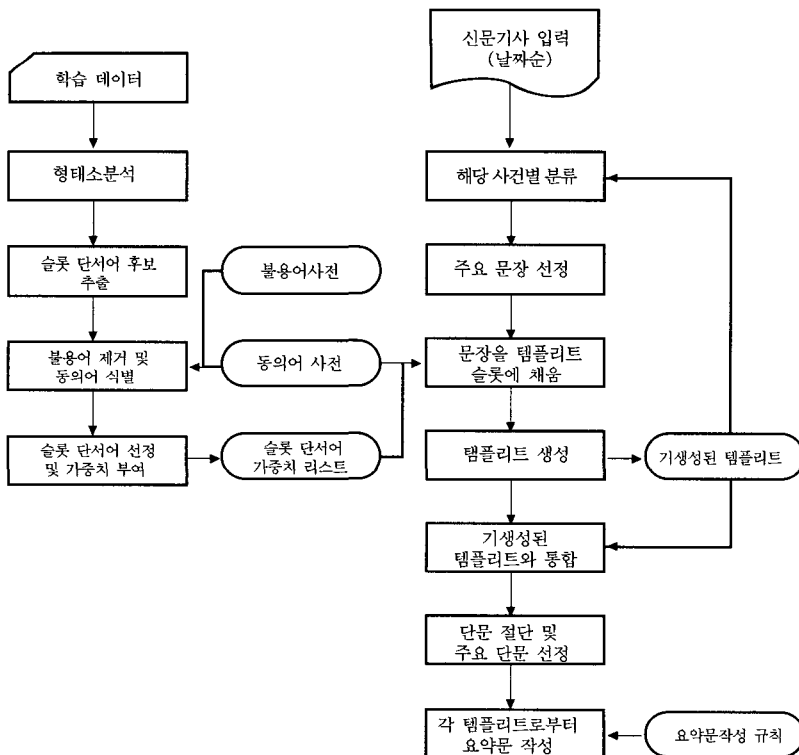 학습 데이터
형태소분석
슬롯 단서어 후보
추출
불용어 제거 및
동의어 식별
슬롯 단서어 선정
및 가중치 부여
불용어사전
동의어 사전
슬롯 단서어
가중치 리스트
신문기사 입력
(날짜순)
해당 사건별 분류
주요 문장 선정
문장을 템플리트
슬롯에 채움
템플리트 생성
기생성된 템플리트
기생성된
템플리트와 통합
단문 절단 및
주요 단문 선정
각 템플리트로부터
요약문 작성
요약문작성 규칙